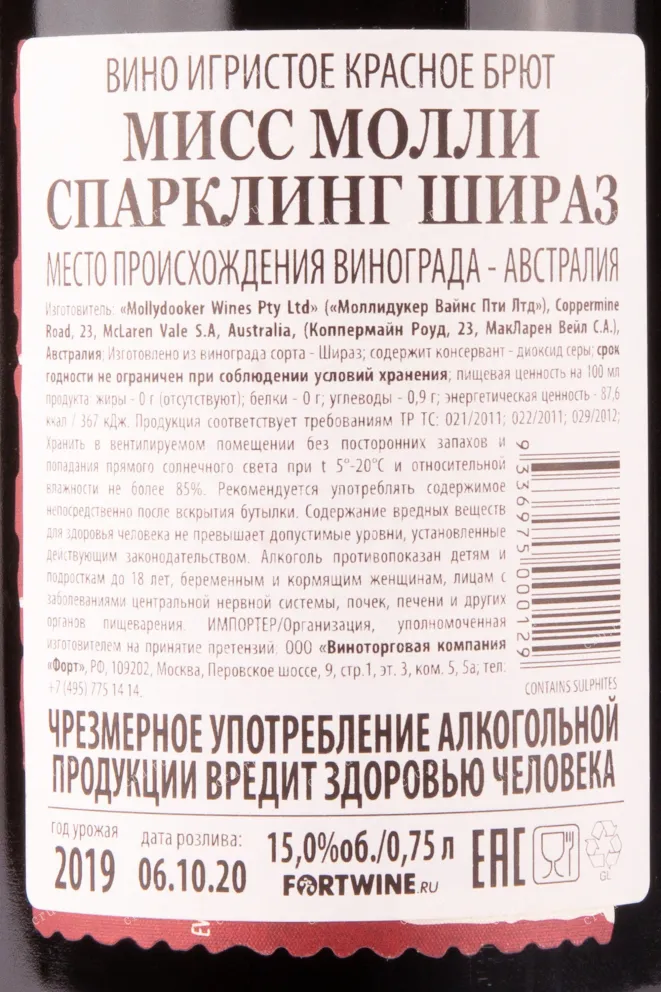 ВИНО ИГРИСТОЕ КРАСНОЕ БРЮТ
МИСС МОЛЛИ
СПАРКЛИНГ ШИРАЗ
МЕСТО ПРОИСХОЖДЕНИЯ ВИНОГРАДА - АВСТРАЛИЯ
Изготовитель: «Mollydooker Wines Pty Ltd» («Моллидукер Вайнс Пти Лтд»), Coppermine
Road, 23, McLaren Vale S.A, Australia, (Коппермайн Роуд, 23, МакЛарен Вейл С.А.),
Австралия; Изготовлено из винограда сорта - Шираз; содержит консервант - диоксид серы; срок
годности не ограничен при соблюдении условий хранения; пищевая ценность на 100 мл
продукта: жиры - 0 г (отсутствуют); белки - 0 г; углеводы - 0,9 г; энергетическая ценность - 87,6
ккал / 367 кДж. Продукция соответствует требованиям ТР ТС: 021/2011; 022/2011; 029/2012;
Хранить в вентилируемом помещении без посторонних запахов и
попадания прямого солнечного света при t 5°-20°С и относительной
влажности не более 85%. Рекомендуется употреблять содержимое
непосредственно после вскрытия бутылки. Содержание вредных веществ
для здоровья человека не превышает допустимые уровни, установленные
действующим законодательством. Алкоголь противопоказан детям и
подросткам до 18 лет, беременным и кормящим женщинам, лицам с
заболеваниями центральной нервной системы, почек, печени и других
органов пищеварения. ИМПОРТЕР/Организация, уполномоченная
изготовителем на принятие претензий: ООО «Виноторговая компания
«Форт», РФ, 109202, Москва, Перовское шоссе, 9, стр.1, эт. 3, ком. 5, 5а; тел:
+7 (495) 775 14 14.
9 336975 000129
CONTAINS SULPHITES
ЧРЕЗМЕРНОЕ УПОТРЕБЛЕНИЕ АЛКОГОЛЬНОЙ
ПРОДУКЦИИ ВРЕДИТ ЗДОРОВЬЮ ЧЕЛОВЕКА
год урожая
2019
дата розлива:
06.10.20
15,0%об./0,75 л
FORTWINE.RU
EAC
GL